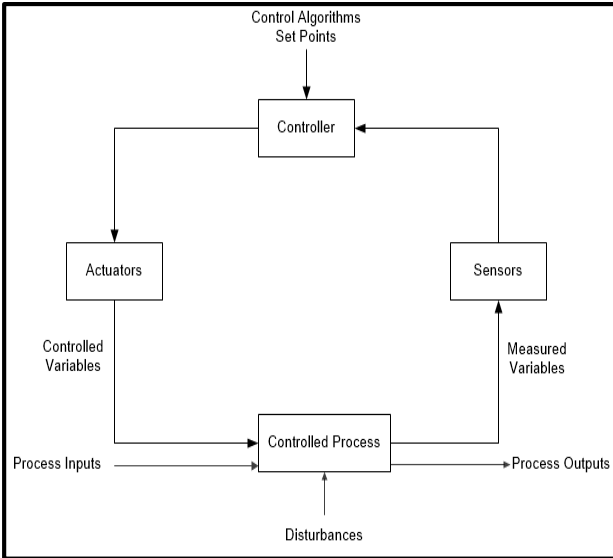 Control Algorithms
Set Points
Controller
Actuators
Sensors
Controlled
Variables
Measured
Variables
Controlled Process
Process Inputs
Process Outputs
Disturbances